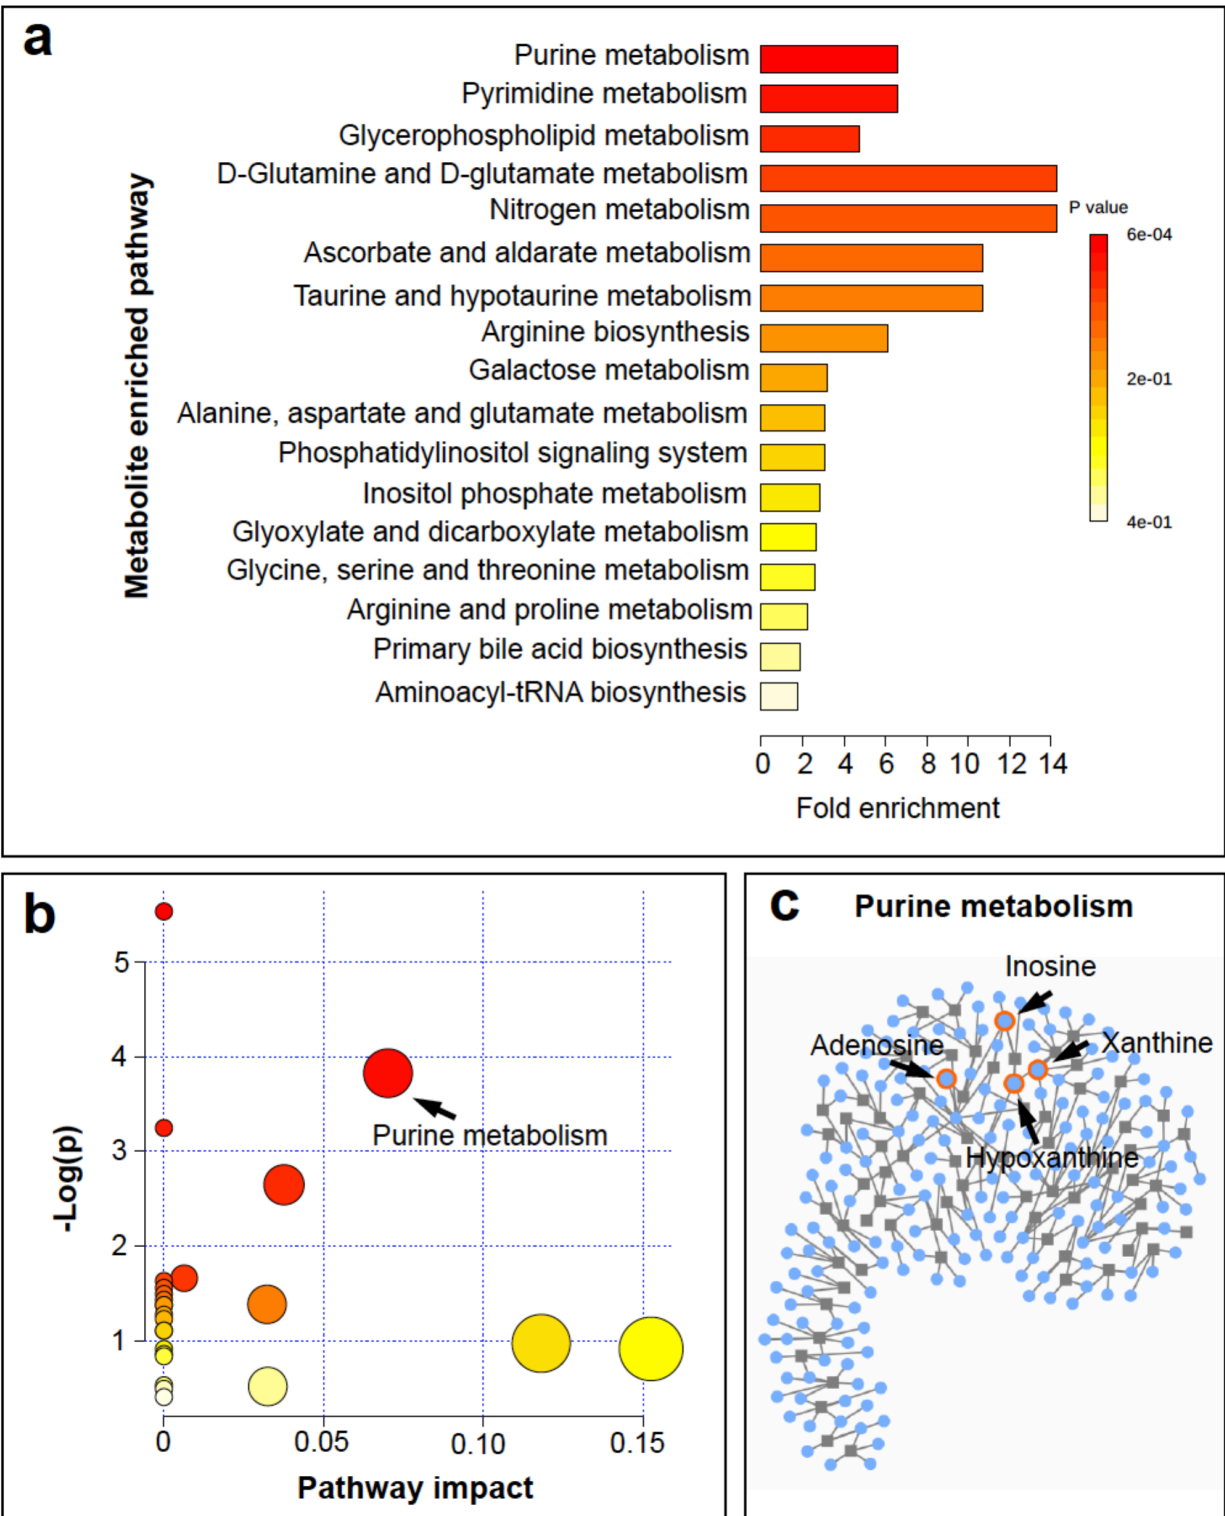 a
Purine metabolism
Pyrimidine metabolism
Glycerophospholipid metabolism
D-Glutamine and D-glutamate metabolism
Nitrogen metabolism
Ascorbate and aldarate metabolism
Taurine and hypotaurine metabolism
Arginine biosynthesis
Galactose metabolism
Alanine, aspartate and glutamate metabolism
Phosphatidylinositol signaling system
Inositol phosphate metabolism
Glyoxylate and dicarboxylate metabolism
Glycine, serine and threonine metabolism
Arginine and proline metabolism
Primary bile acid biosynthesis
Aminoacyl-tRNA biosynthesis
Metabolite enriched pathway
P value
6e-04
2e-01
4e-01
0 2 4 6 8 10 12 14
Fold enrichment
b
5
4
3
2
1
-Log(p)
Purine metabolism
0 0.05 0.10 0.15
Pathway impact
c
Purine metabolism
Inosine
Adenosine
Xanthine
Hypoxanthine